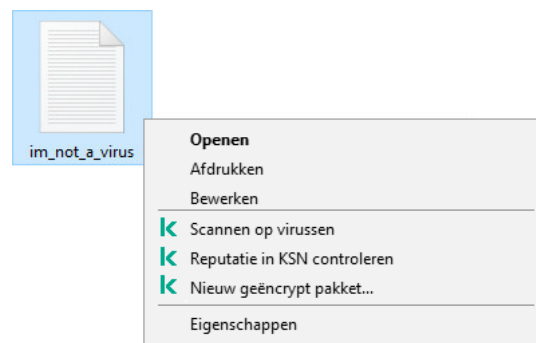 im_not_a_virus
Openen
Afdrukken
Bewerken
Scannen op virussen
Reputatie in KSN controleren
Nieuw geëncrypt pakket...
Eigenschappen